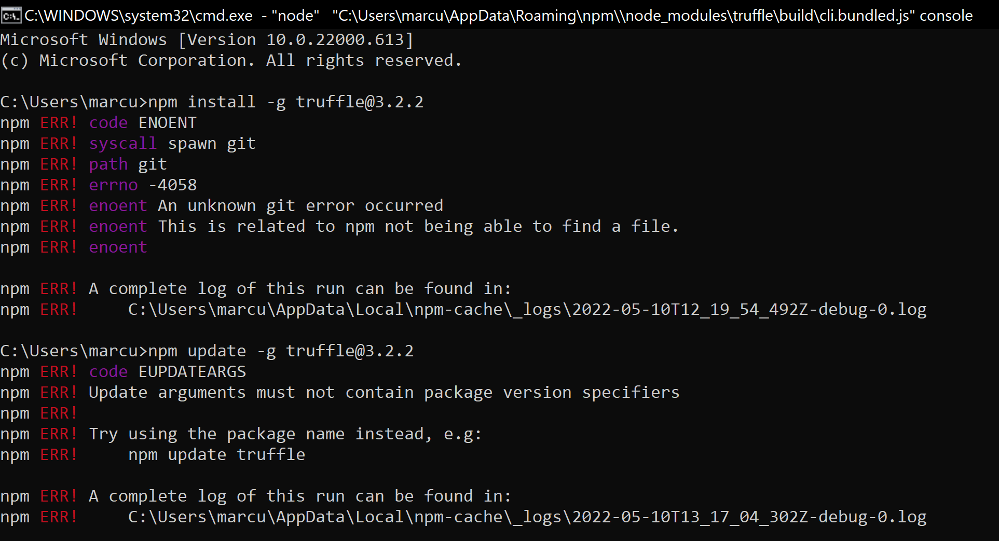 C:\WINDOWS\system32\cmd.exe - "node" "C:\Users\marcu\AppData\Roaming\npm\\node_modules\truffle\build\cli.bundled.js" console
Microsoft Windows [Version 10.0.22000.613]
(c) Microsoft Corporation. All rights reserved.
C:\Users\marcu>npm install -g truffle@3.2.2
npm ERR! code ENOENT
npm ERR! syscall spawn git
npm ERR! path git
npm ERR! errno -4058
npm ERR! enoent An unknown git error occurred
npm ERR! enoent This is related to npm not being able to find a file.
npm ERR! enoent
npm ERR! A complete log of this run can be found in:
npm ERR!     C:\Users\marcu\AppData\Local\npm-cache\_logs\2022-05-10T12_19_54_492Z-debug-0.log
C:\Users\marcu>npm update -g truffle@3.2.2
npm ERR! code EUPDATEARGS
npm ERR! Update arguments must not contain package version specifiers
npm ERR!
npm ERR! Try using the package name instead, e.g:
npm ERR!     npm update truffle
npm ERR! A complete log of this run can be found in:
npm ERR!     C:\Users\marcu\AppData\Local\npm-cache\_logs\2022-05-10T13_17_04_302Z-debug-0.log